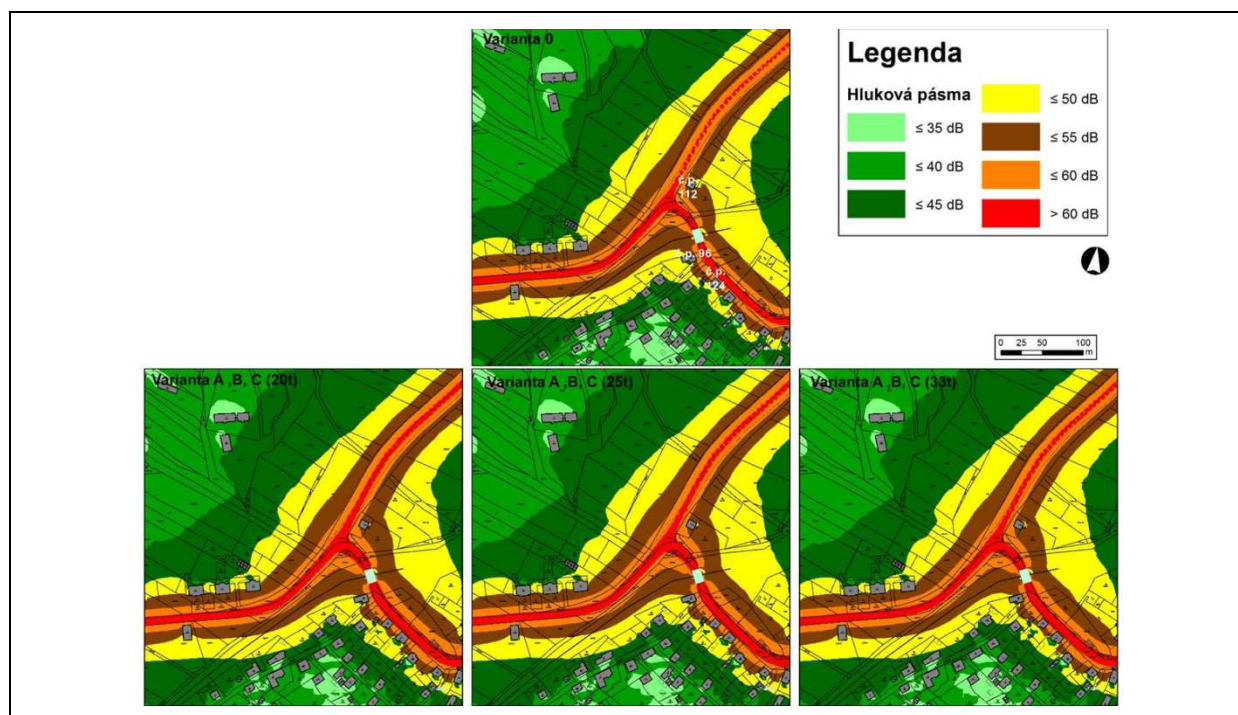 Varianta 0
č.p.
112
č.p. 96
č.p.
124
Legenda
Hluková pásma
≤ 35 dB
≤ 40 dB
≤ 45 dB
≤ 50 dB
≤ 55 dB
≤ 60 dB
> 60 dB
0 25 50 100
m
Varianta A ,B, C (20t)
Varianta A ,B, C (25t)
Varianta A ,B, C (33t)